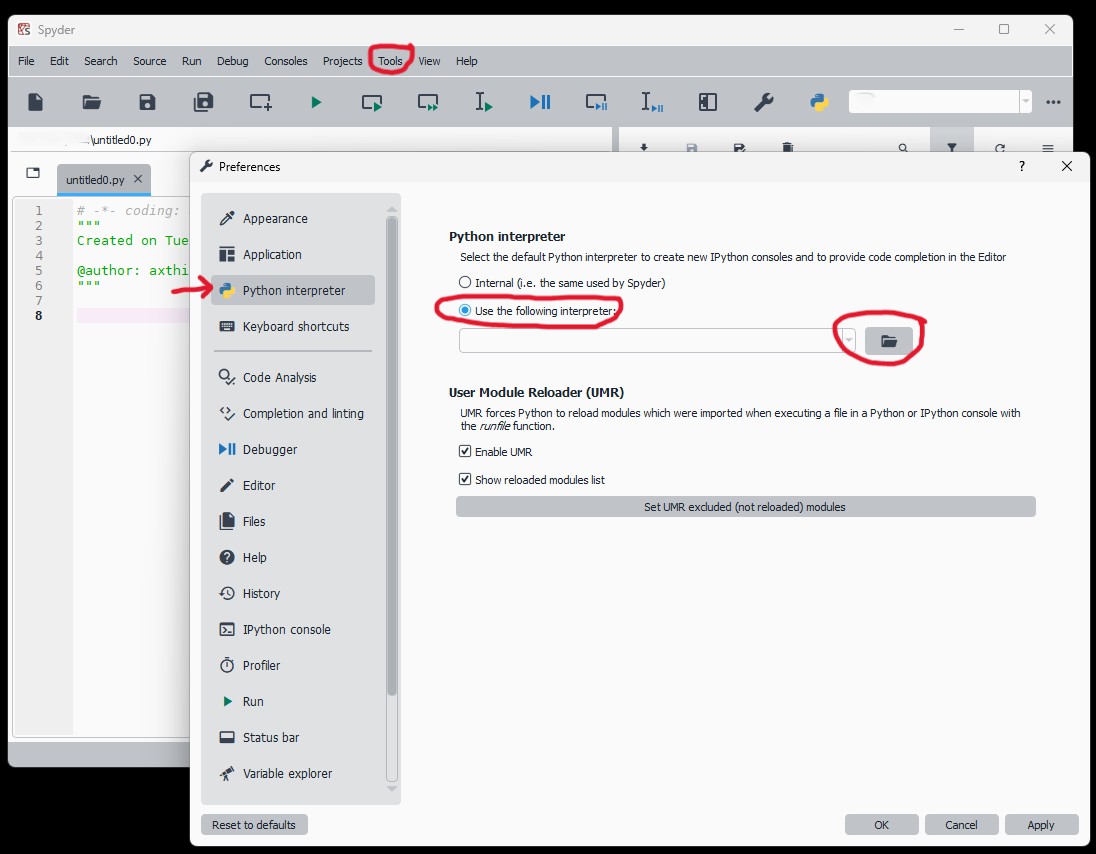 Spyder
File Edit Search Source Run Debug Consoles Projects Tools View Help
\untitled0.py
untitled0.py
1 # -*- coding:
2 """
3 Created on Tue
4
5 @author: axthi
6 """
7
8
Preferences
?
Appearance
Application
Python interpreter
Keyboard shortcuts
Code Analysis
Completion and linting
Debugger
Editor
Files
Help
History
IPython console
Profiler
Run
Status bar
Variable explorer
Python interpreter
Select the default Python interpreter to create new IPython consoles and to provide code completion in the Editor
Internal (i.e. the same used by Spyder)
Use the following interpreter:
User Module Reloader (UMR)
UMR forces Python to reload modules which were imported when executing a file in a Python or IPython console with
the runfile function.
Enable UMR
Show reloaded modules list
Set UMR excluded (not reloaded) modules
Reset to defaults
OK Cancel Apply